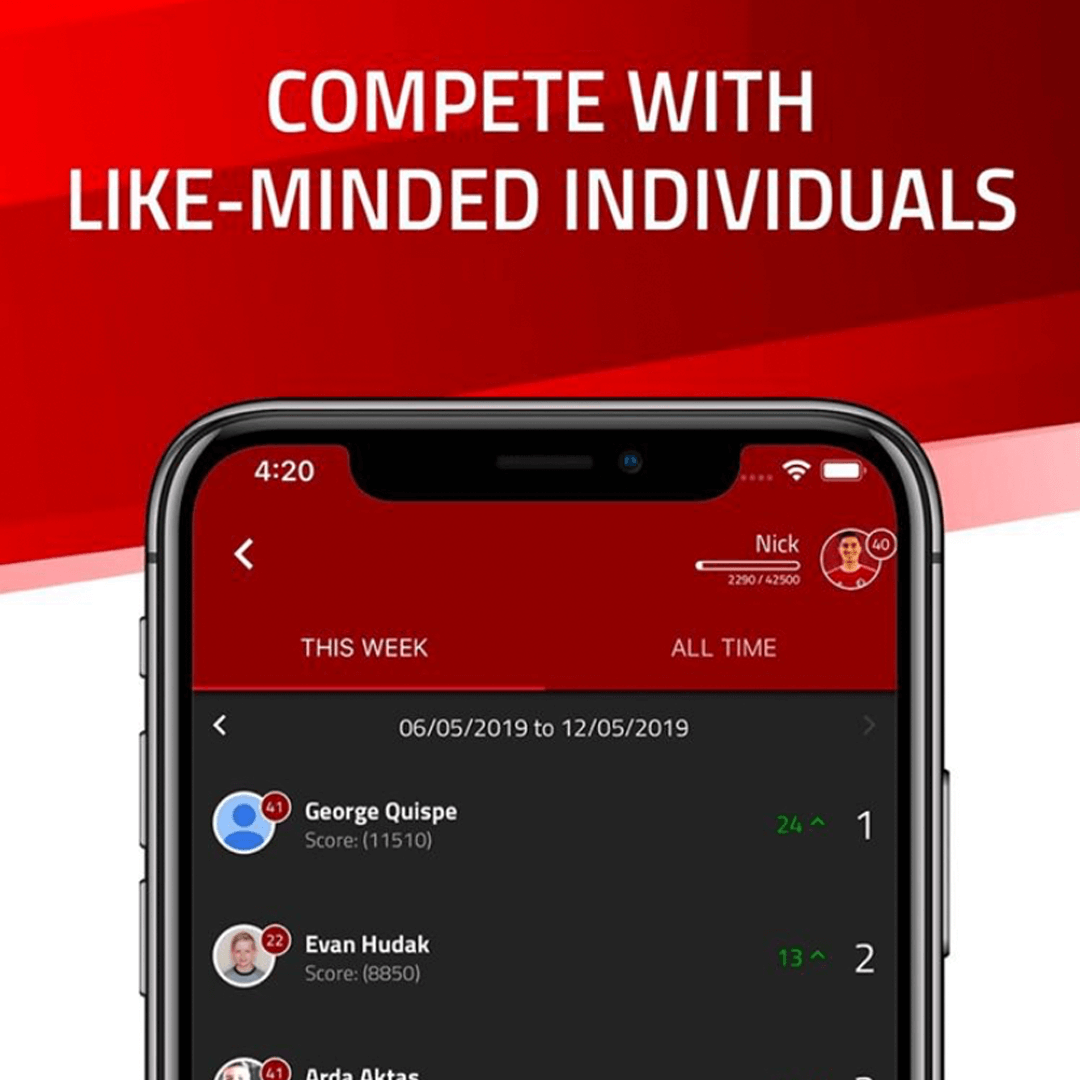 COMPETE WITH
LIKE-MINDED INDIVIDUALS
4:20
Nick
40
2290 / 42500
THIS WEEK
ALL TIME
06/05/2019 to 12/05/2019
41
George Quispe
Score: (11510)
24
1
22
Evan Hudak
Score: (8850)
13
2
41
Arda Aktas